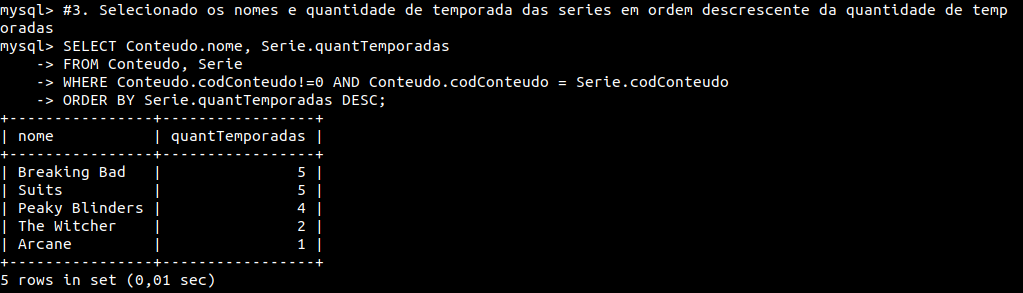 mysql> #3. Selecionado os nomes e quantidade de temporada das series em ordem descrescente da quantidade de temp
oradas
mysql> SELECT Conteudo.nome, Serie.quantTemporadas
    -> FROM Conteudo, Serie
    -> WHERE Conteudo.codConteudo!=0 AND Conteudo.codConteudo = Serie.codConteudo
    -> ORDER BY Serie.quantTemporadas DESC;
+----------------+-----------------+
| nome           | quantTemporadas |
+----------------+-----------------+
| Breaking Bad   |               5 |
| Suits          |               5 |
| Peaky Blinders |               4 |
| The Witcher    |               2 |
| Arcane         |               1 |
+----------------+-----------------+
5 rows in set (0,01 sec)